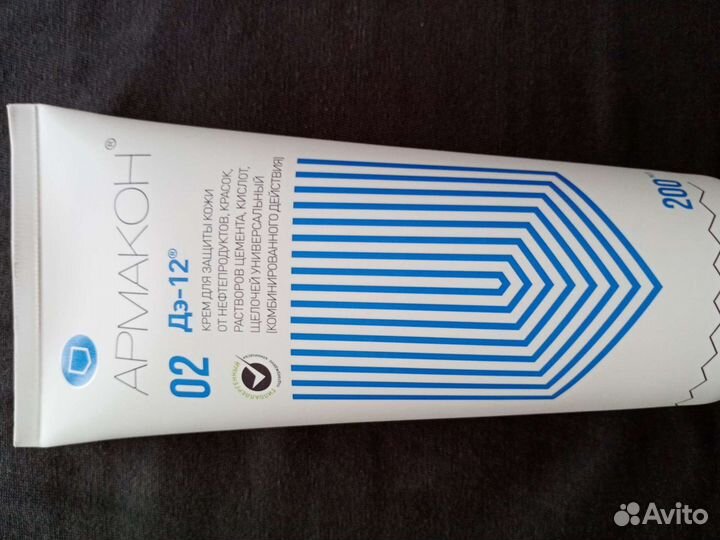 АРМАКОН®
02 Дэ-12®
КРЕМ ДЛЯ ЗАЩИТЫ КОЖИ
ОТ НЕФТЕПРОДУКТОВ, КРАСОК,
РАСТВОРОВ ЦЕМЕНТА, КИСЛОТ,
ЩЕЛОЧЕЙ УНИВЕРСАЛЬНЫЙ
(КОМБИНИРОВАННОГО ДЕЙСТВИЯ)
200
Avito